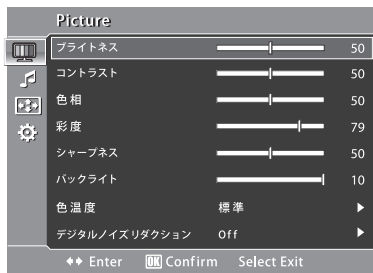 Picture
ブライトネス 50
コントラスト 50
色相 50
彩度 79
シャープネス 50
バックライト 10
色温度 標準
デジタルノイズリダクション Off
Enter OK Confirm Select Exit